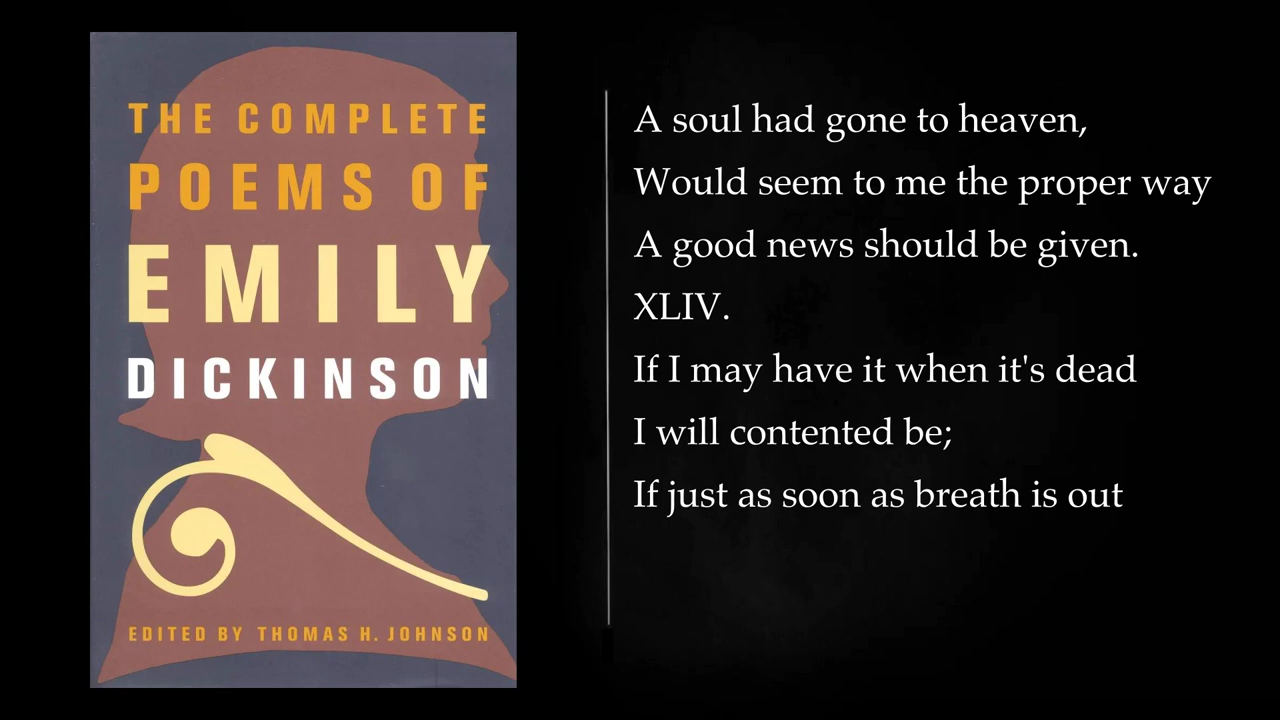 THE COMPLETE
POEMS OF
EMILY
DICKINSON
EDITED BY THOMAS H. JOHNSON
A soul had gone to heaven,
Would seem to me the proper way
A good news should be given.
XLIV.
If I may have it when it's dead
I will contented be;
If just as soon as breath is out